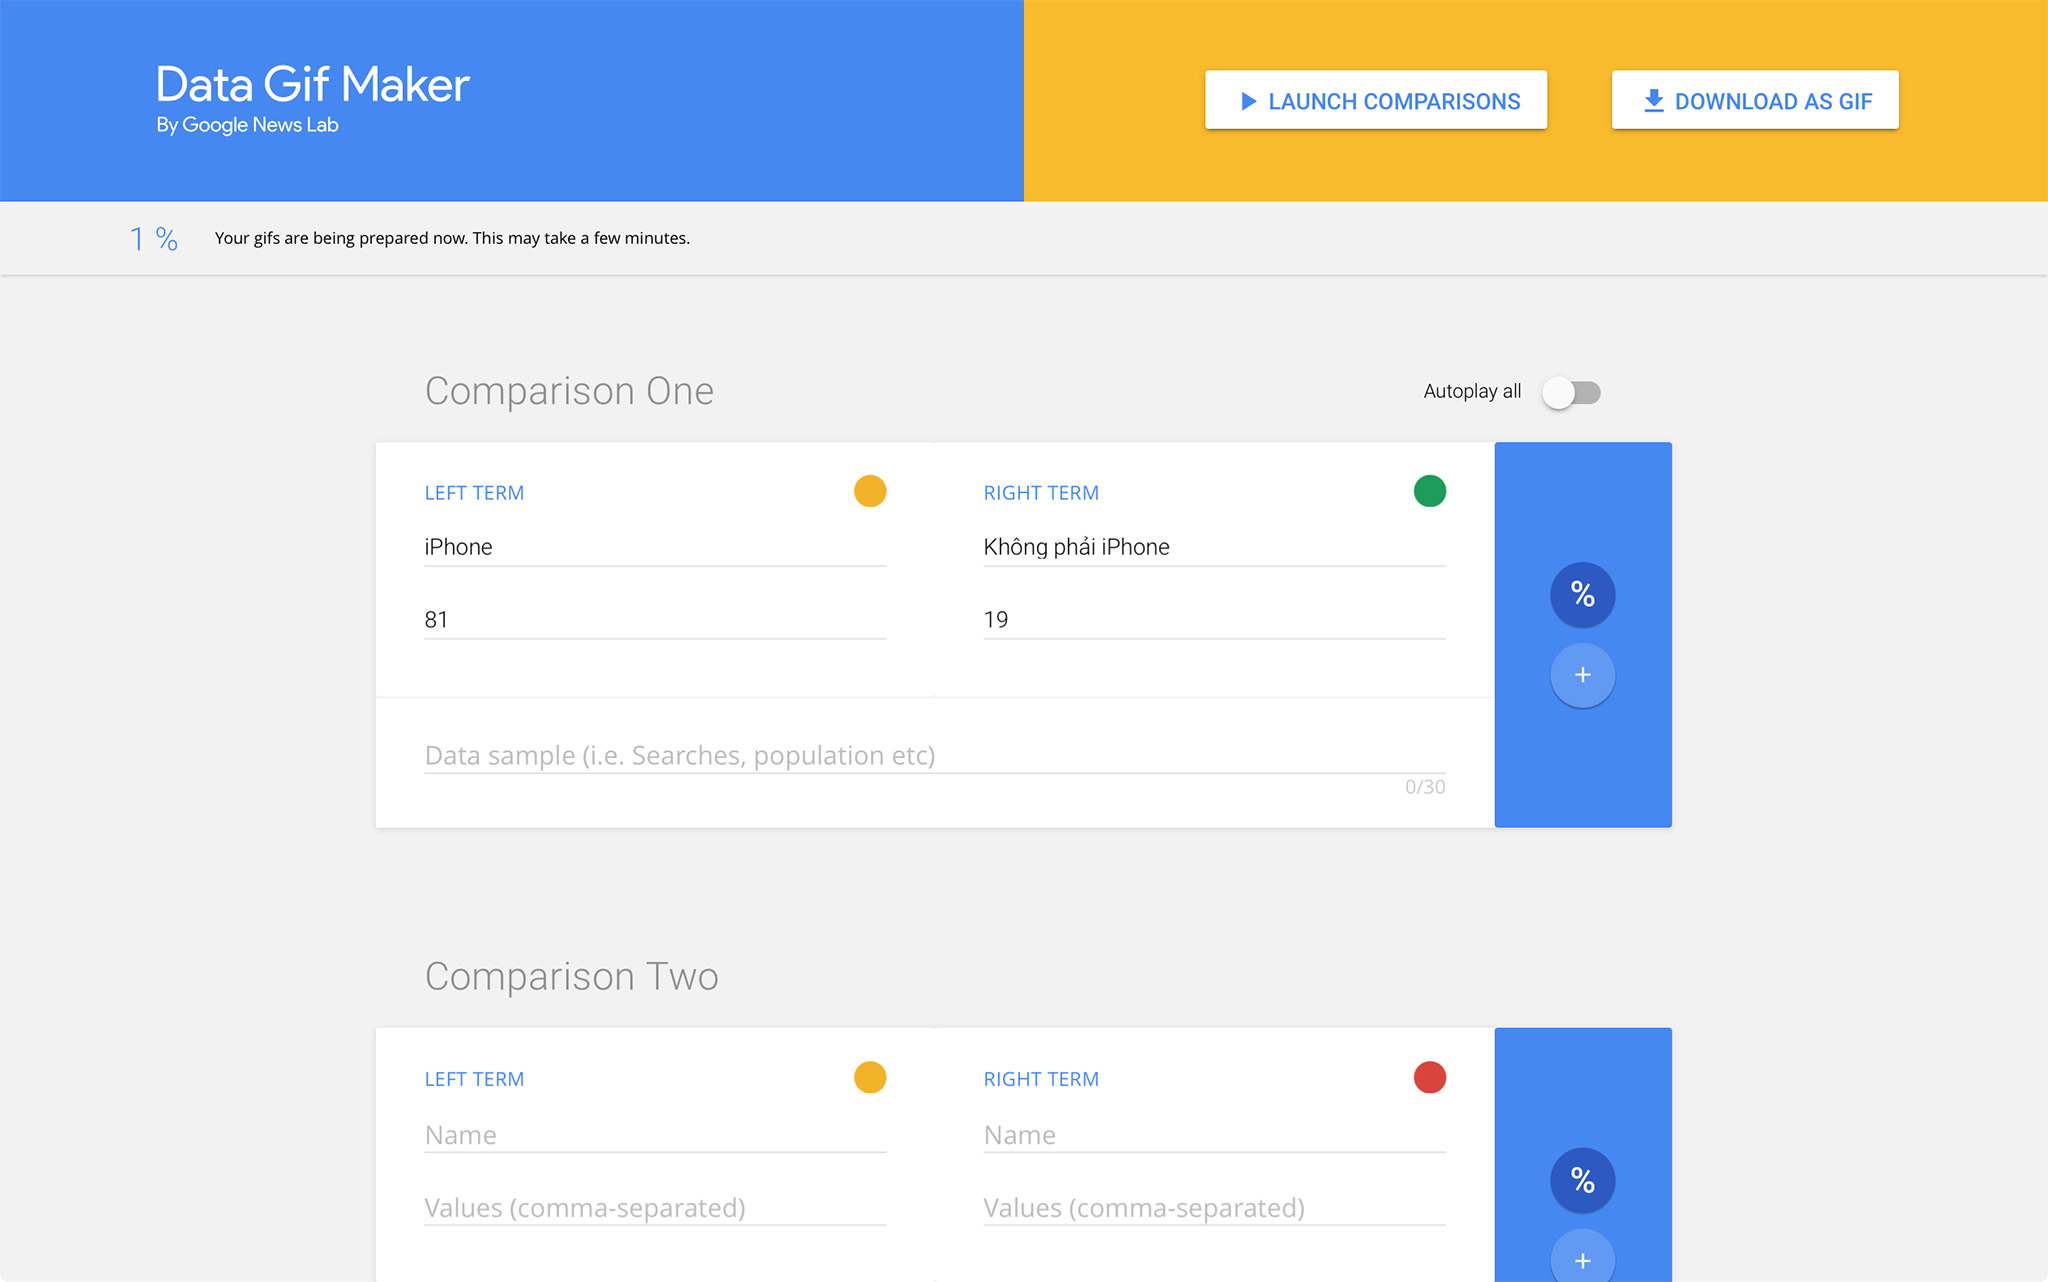 Data Gif Maker
By Google News Lab
LAUNCH COMPARISONS
DOWNLOAD AS GIF
1 %
Your gifs are being prepared now. This may take a few minutes.
Comparison One
Autoplay all
LEFT TERM
RIGHT TERM
iPhone
Không phải iPhone
%
81
19
+
Data sample (i.e. Searches, population etc)
0/30
Comparison Two
LEFT TERM
RIGHT TERM
Name
Name
%
Values (comma-separated)
Values (comma-separated)
+